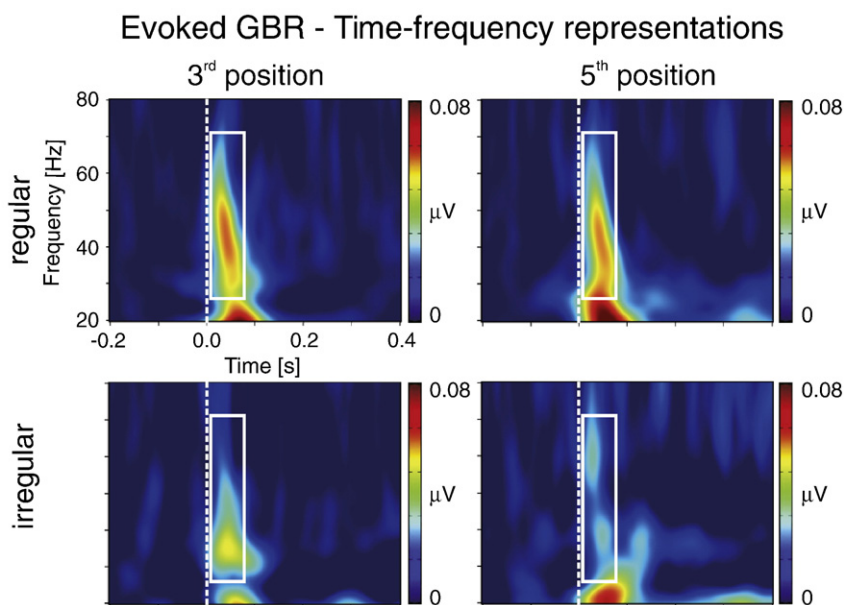 Evoked GBR - Time-frequency representations
3rd position
5th position
regular
Frequency [Hz]
80
60
40
20
0.08
μV
0
0.08
μV
0
-0.2
0.0
0.2
0.4
Time [s]
irregular
0.08
μV
0
0.08
μV
0